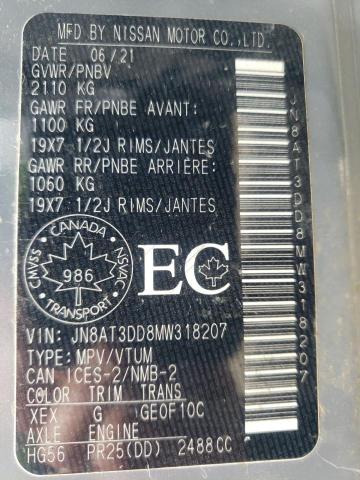 MFD BY NISSAN MOTOR CO.,LTD.
DATE 06/21
GVWR/PNBV
2110 KG
GAWR FR/PNBE AVANT:
1100 KG
19X7 1/2J RIMS/JANTES
GAWR RR/PNBE ARRIÈRE:
1060 KG
19X7 1/2J RIMS/JANTES
CANADA
CMVSS
NSVAC
986
TRANSPORT
EC
VIN: JN8AT3DD8MW318207
TYPE: MPV/VTUM
CAN ICES-2/NMB-2
COLOR TRIM TRANS
XEX G GE0F10C
AXLE ENGINE
HG56 PR25(DD) 2488CC
JN8AT3DD8MW318207